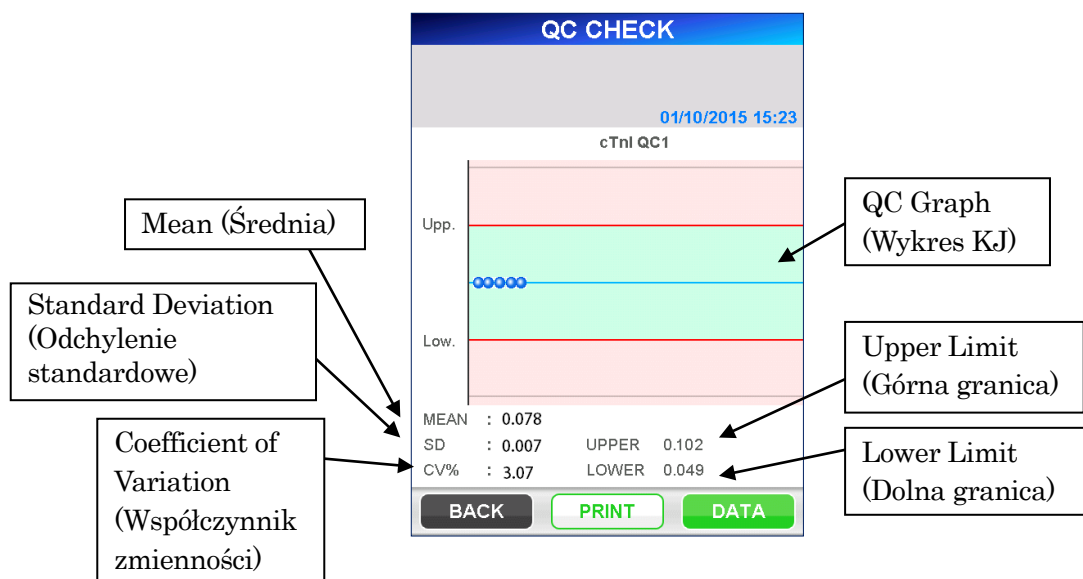 QC CHECK
01/10/2015 15:23
cTnI QC1
Upp.
Low.
MEAN : 0.078
SD : 0.007 UPPER 0.102
CV% : 3.07 LOWER 0.049
BACK PRINT DATA
Mean (Średnia)
Standard Deviation
(Odchylenie
standardowe)
Coefficient of
Variation
(Współczynnik
zmienności)
QC Graph
(Wykres KJ)
Upper Limit
(Górna granica)
Lower Limit
(Dolna granica)